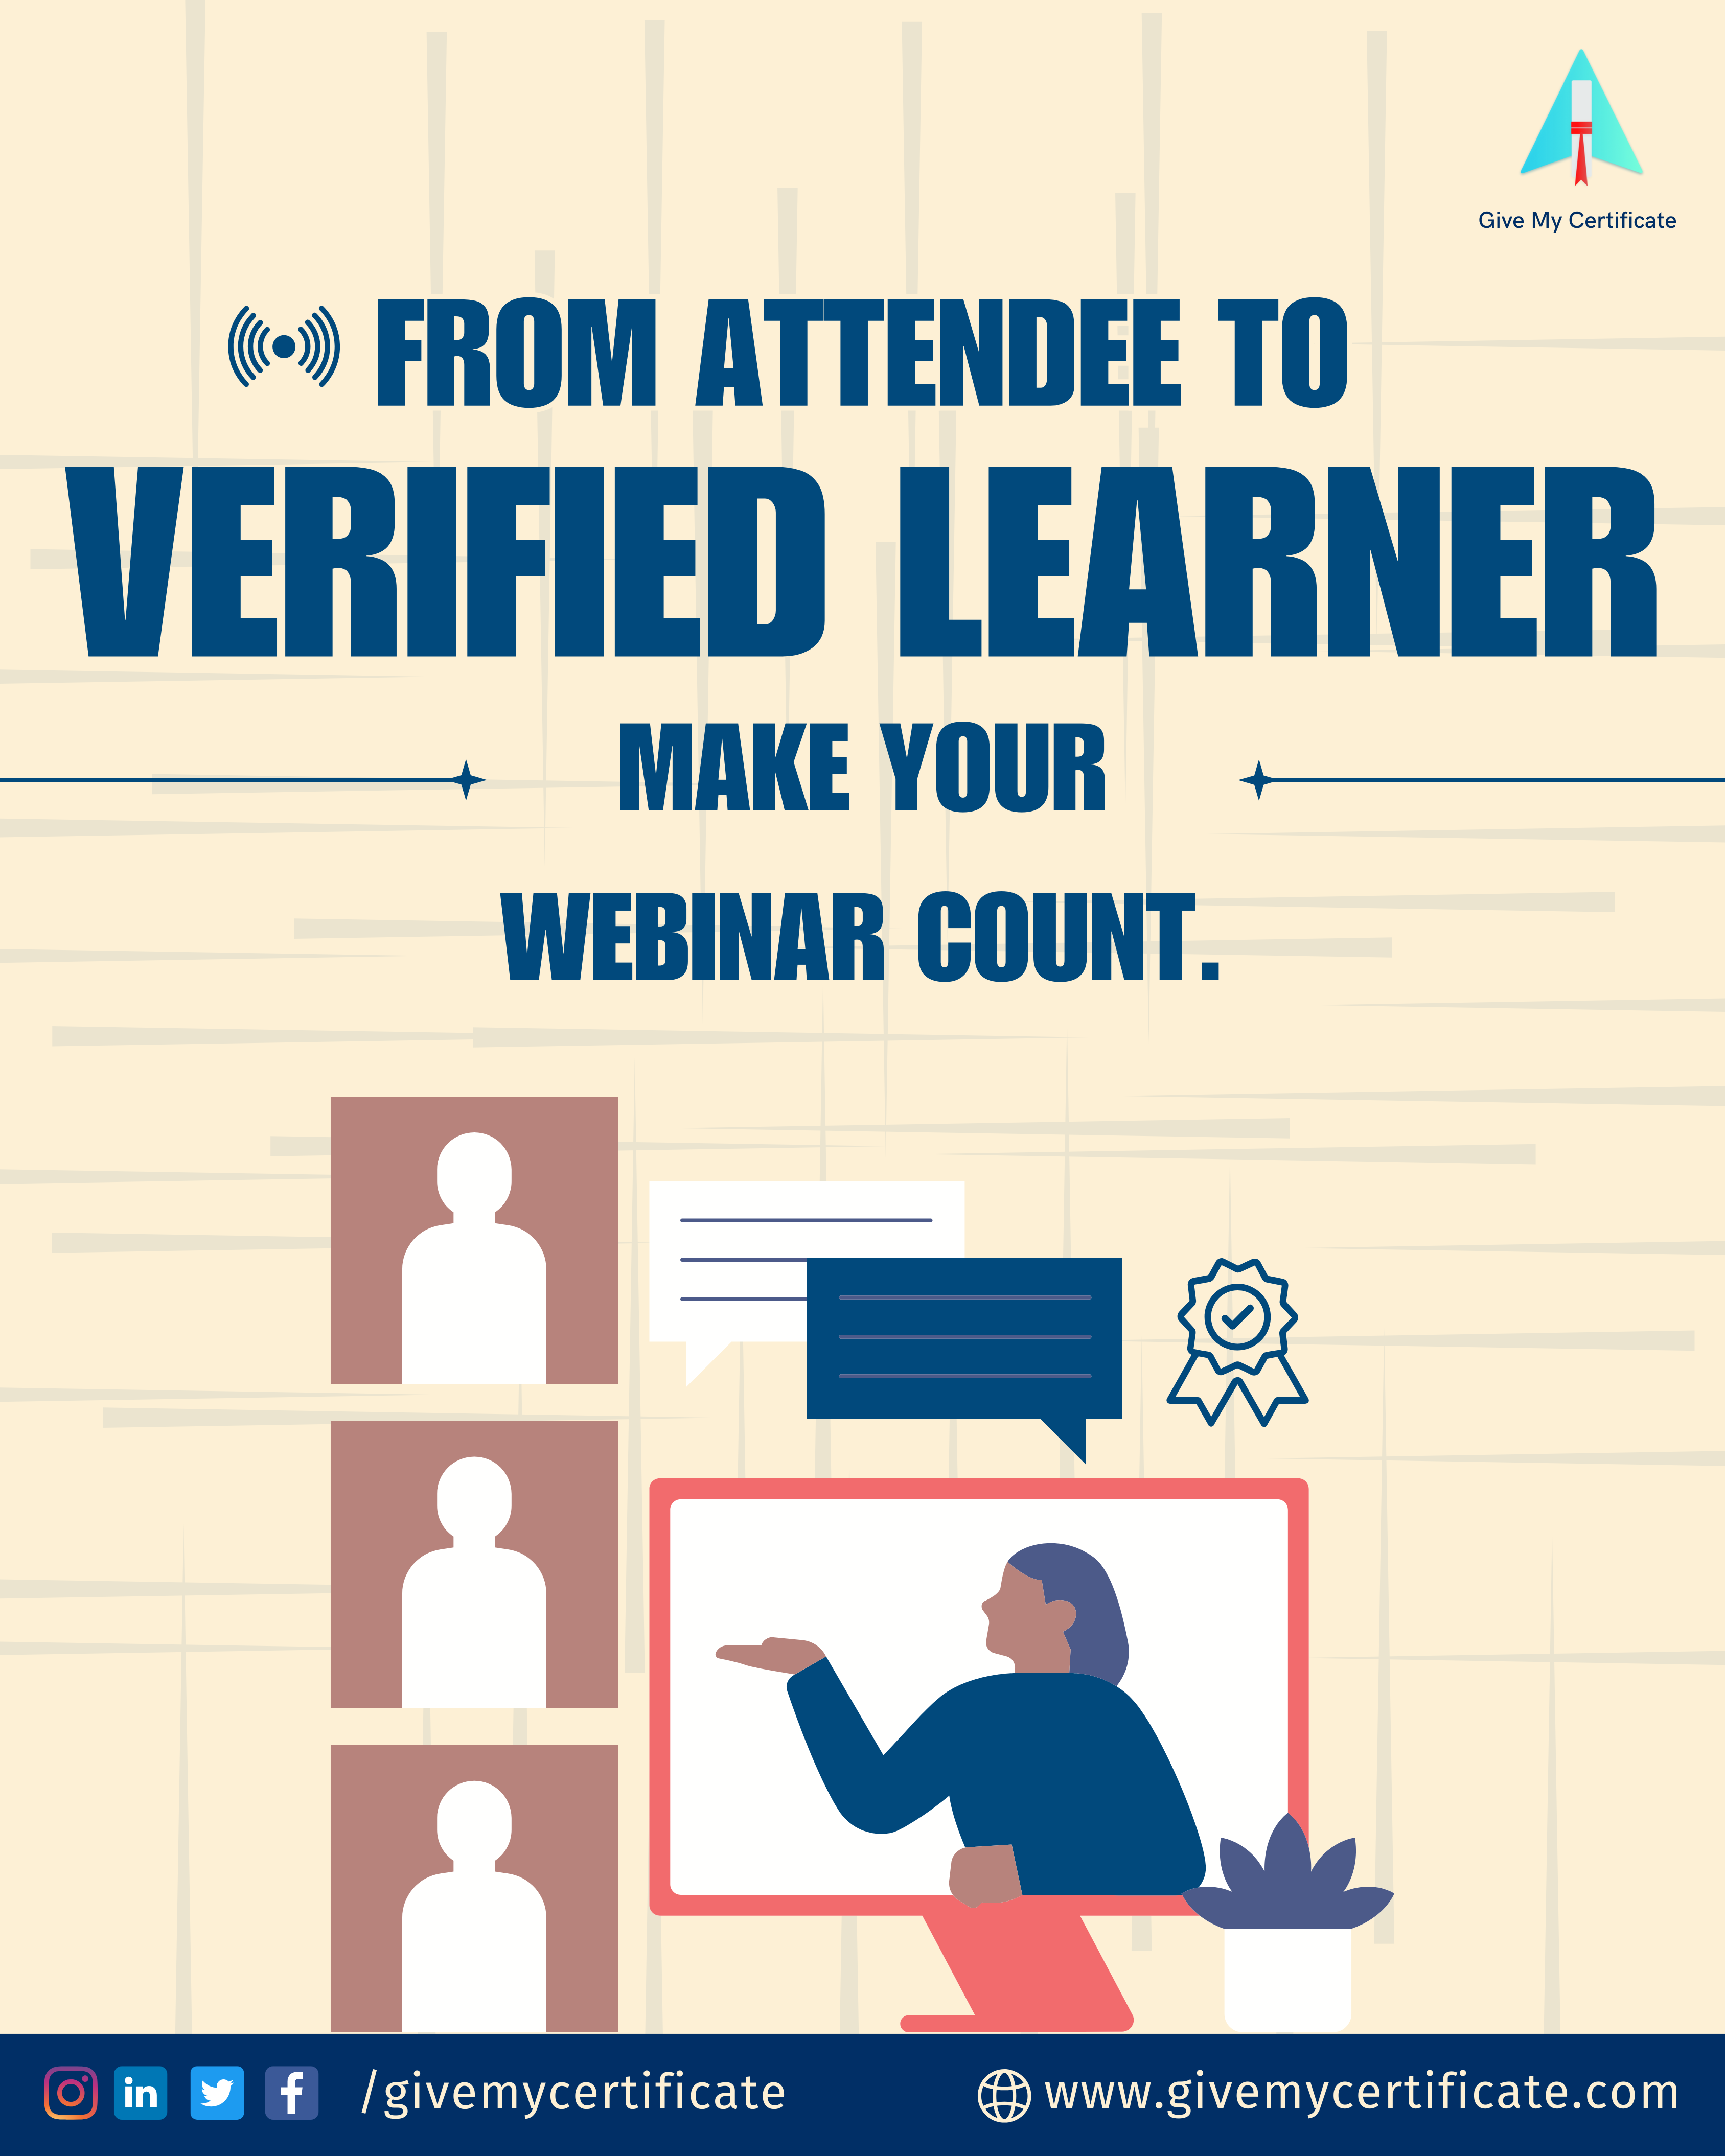 Give My Certificate
FROM ATTENDEE TO
VERIFIED LEARNER
MAKE YOUR
WEBINAR COUNT.
/givemycertificate
www.givemycertificate.com